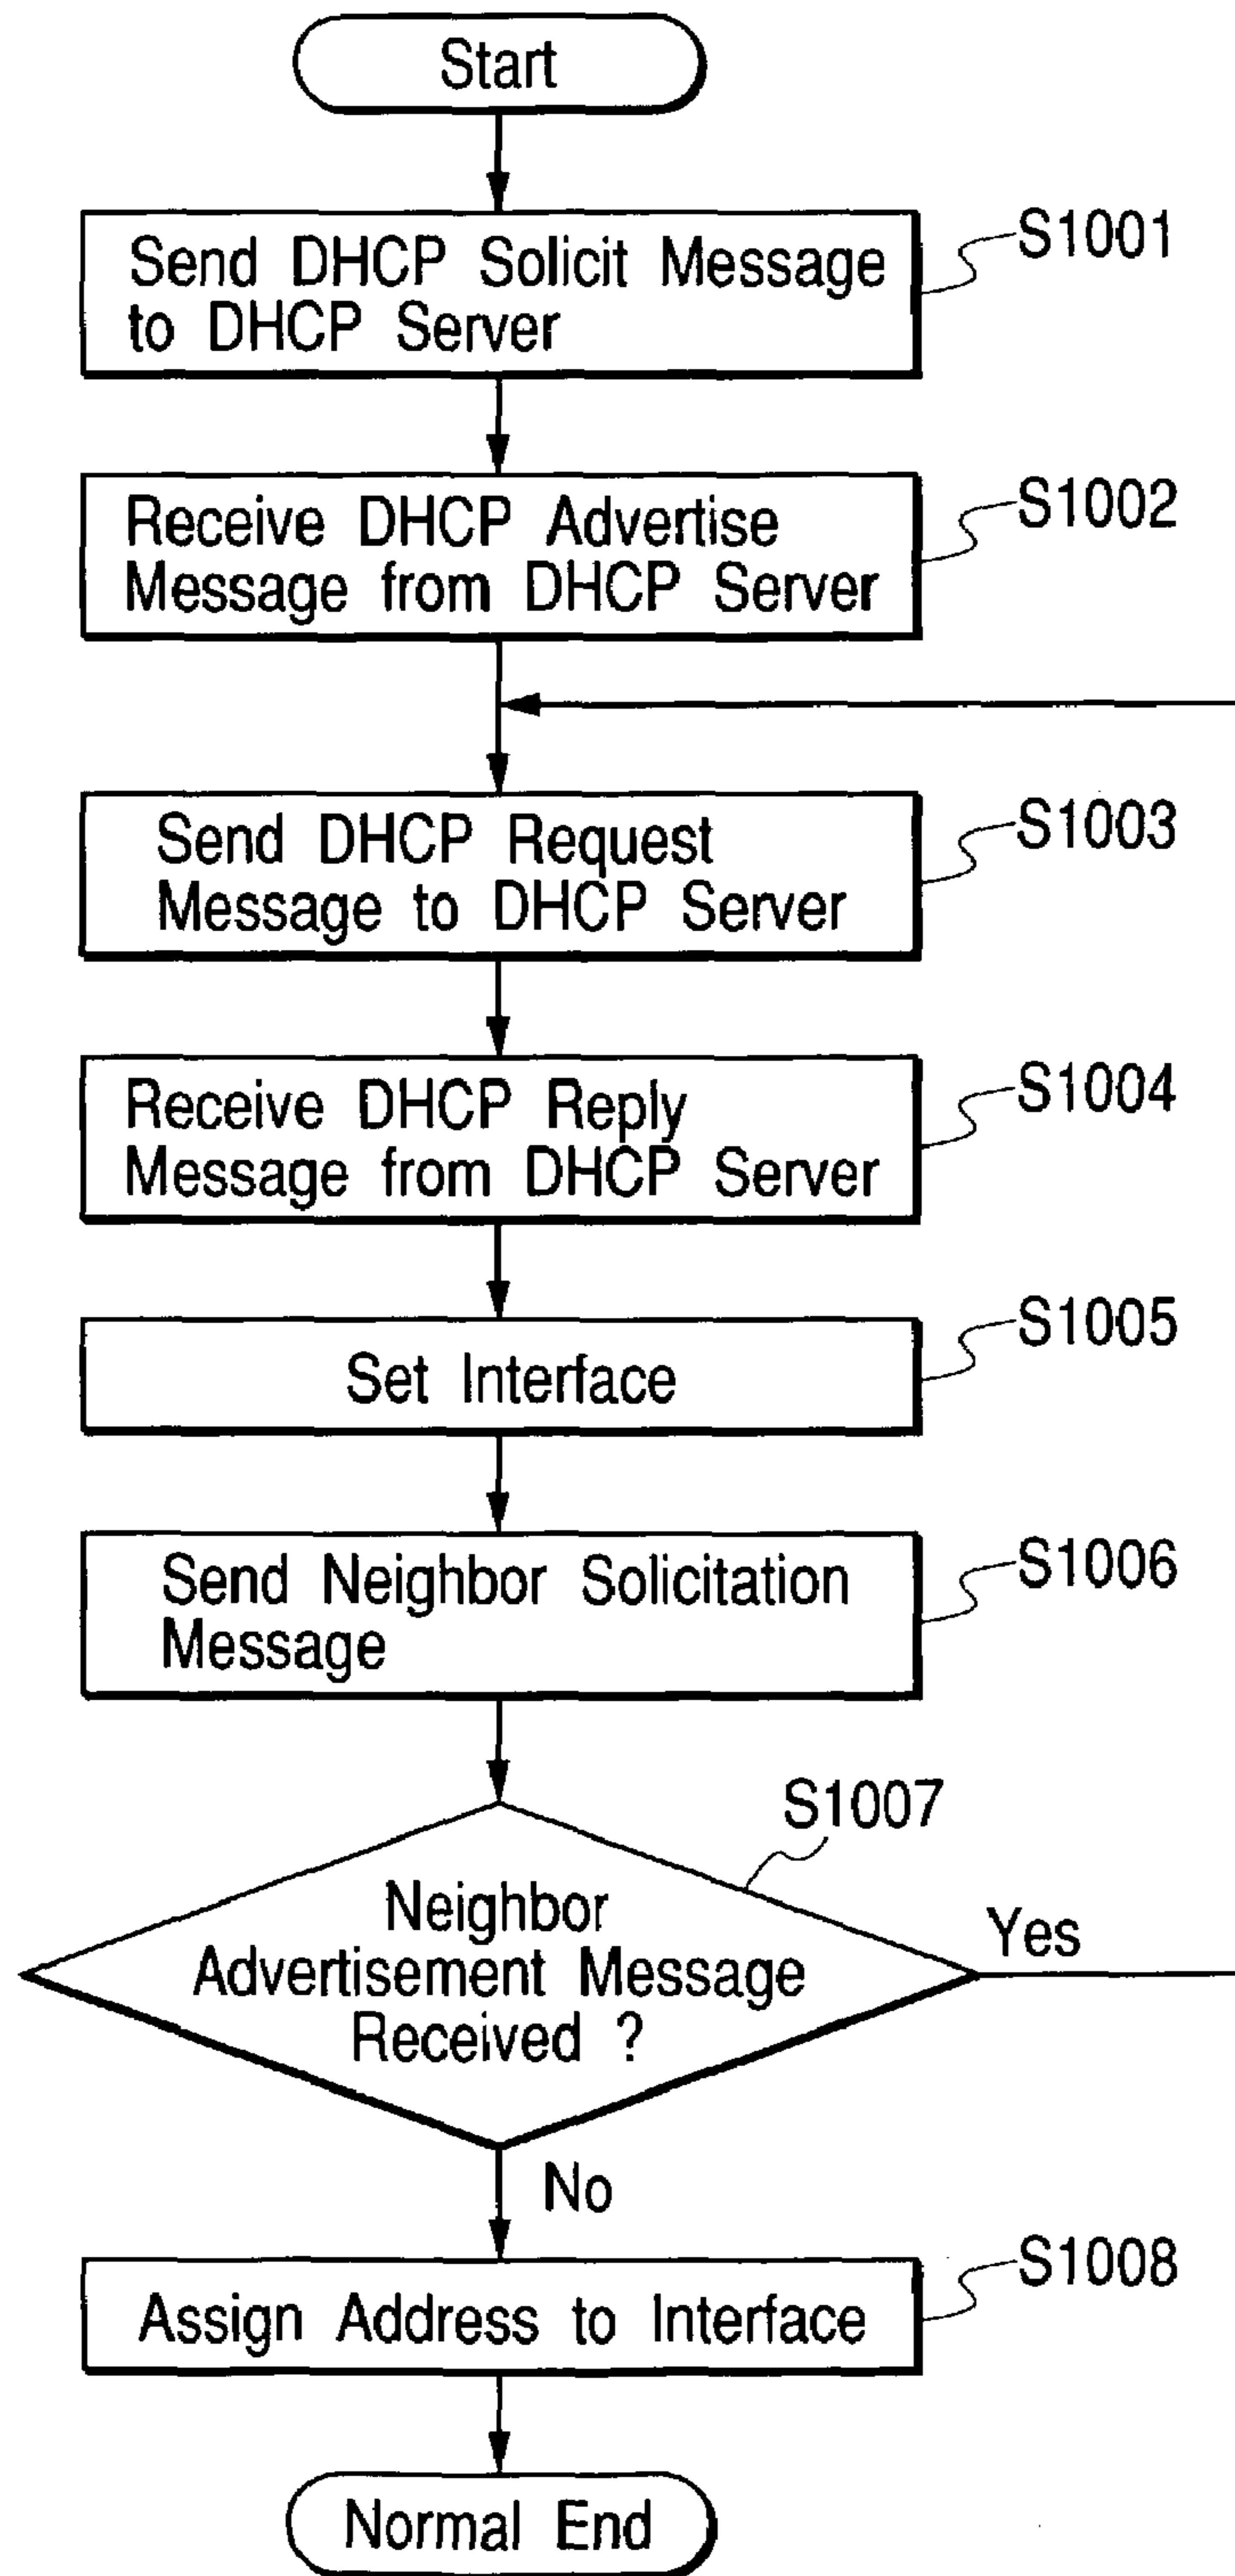 Start
Send DHCP Solicit Message
to DHCP Server
S1001
Receive DHCP Advertise
Message from DHCP Server
S1002
Send DHCP Request
Message to DHCP Server
S1003
Receive DHCP Reply
Message from DHCP Server
S1004
Set Interface
S1005
Send Neighbor Solicitation
Message
S1006
S1007
Neighbor
Advertisement Message
Received ?
Yes
No
Assign Address to Interface
S1008
Normal End